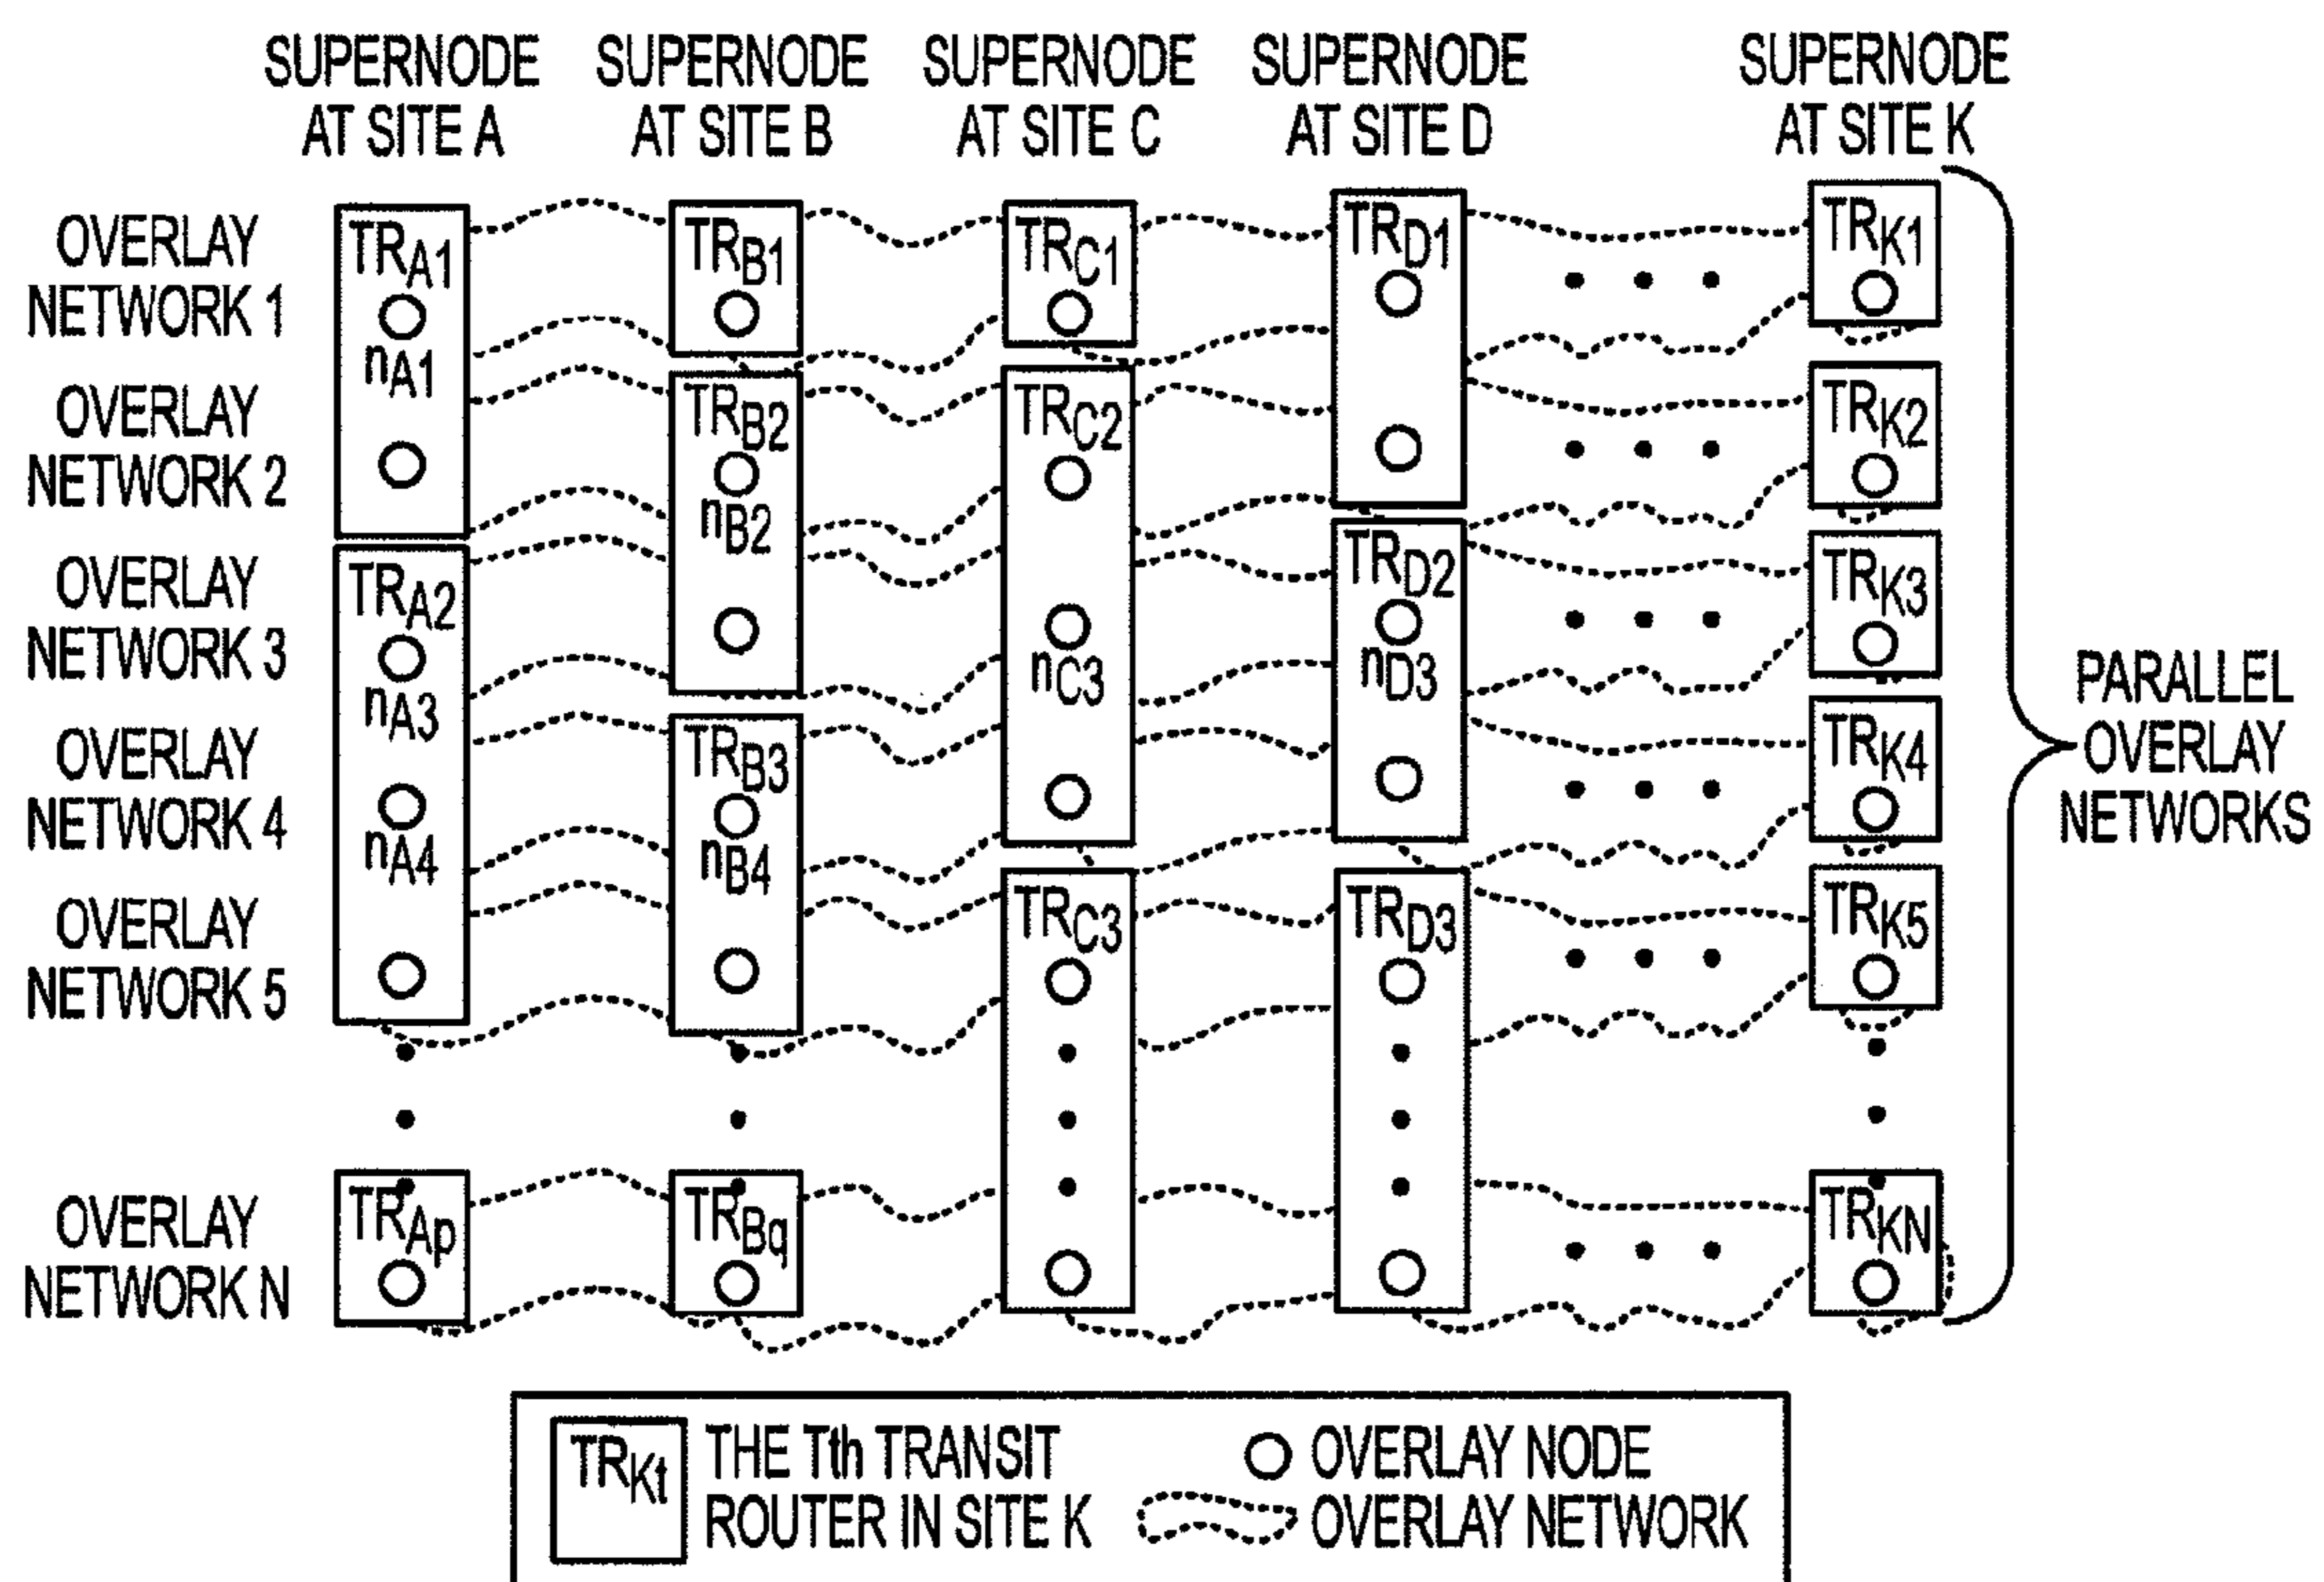 SUPERNODE AT SITE A
SUPERNODE AT SITE B
SUPERNODE AT SITE C
SUPERNODE AT SITE D
SUPERNODE AT SITE K
OVERLAY NETWORK 1
TRA1
nA1
TRB1
TRC1
TRD1
TRK1
OVERLAY NETWORK 2
TRB2
nB2
TRC2
TRK2
OVERLAY NETWORK 3
TRA2
nA3
nC3
TRD2
nD3
TRK3
PARALLEL OVERLAY NETWORKS
OVERLAY NETWORK 4
nA4
TRB3
nB4
TRK4
OVERLAY NETWORK 5
TRC3
TRD3
TRK5
OVERLAY NETWORK N
TRAp
TRBq
TRKN
TRKt
THE Tth TRANSIT ROUTER IN SITE K
OVERLAY NODE
OVERLAY NETWORK